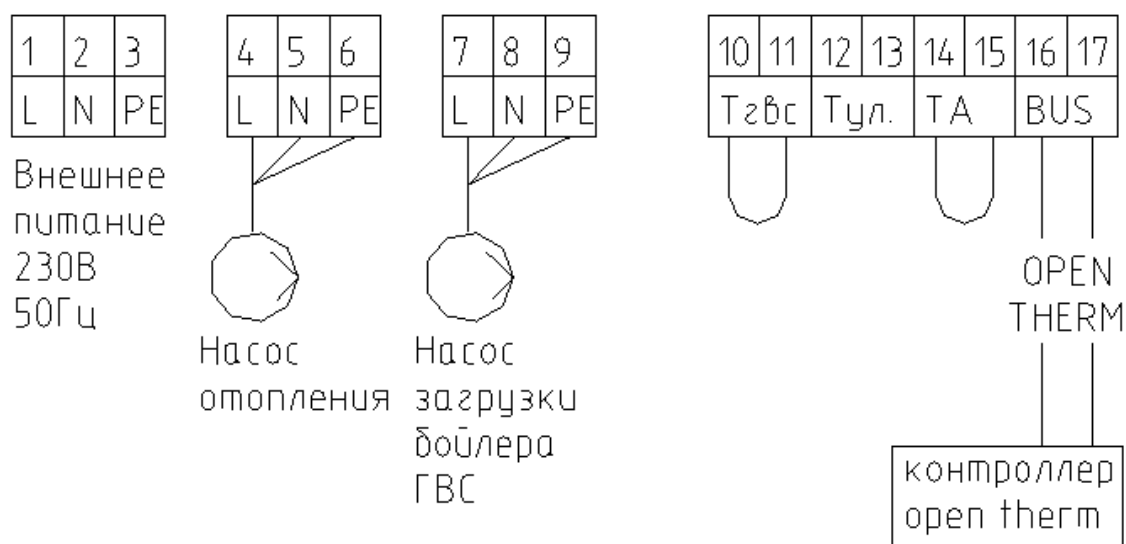 1 2 3 4 5 6 7 8 9 10 11 12 13 14 15 16 17
L N PE L N PE L N PE Тгвс Тул. ТА BUS
Внешнее
питание
230В
50Гц
Насос
отопления
Насос
загрузки
бойлера
ГВС
OPEN
THERM
контроллер
open therm